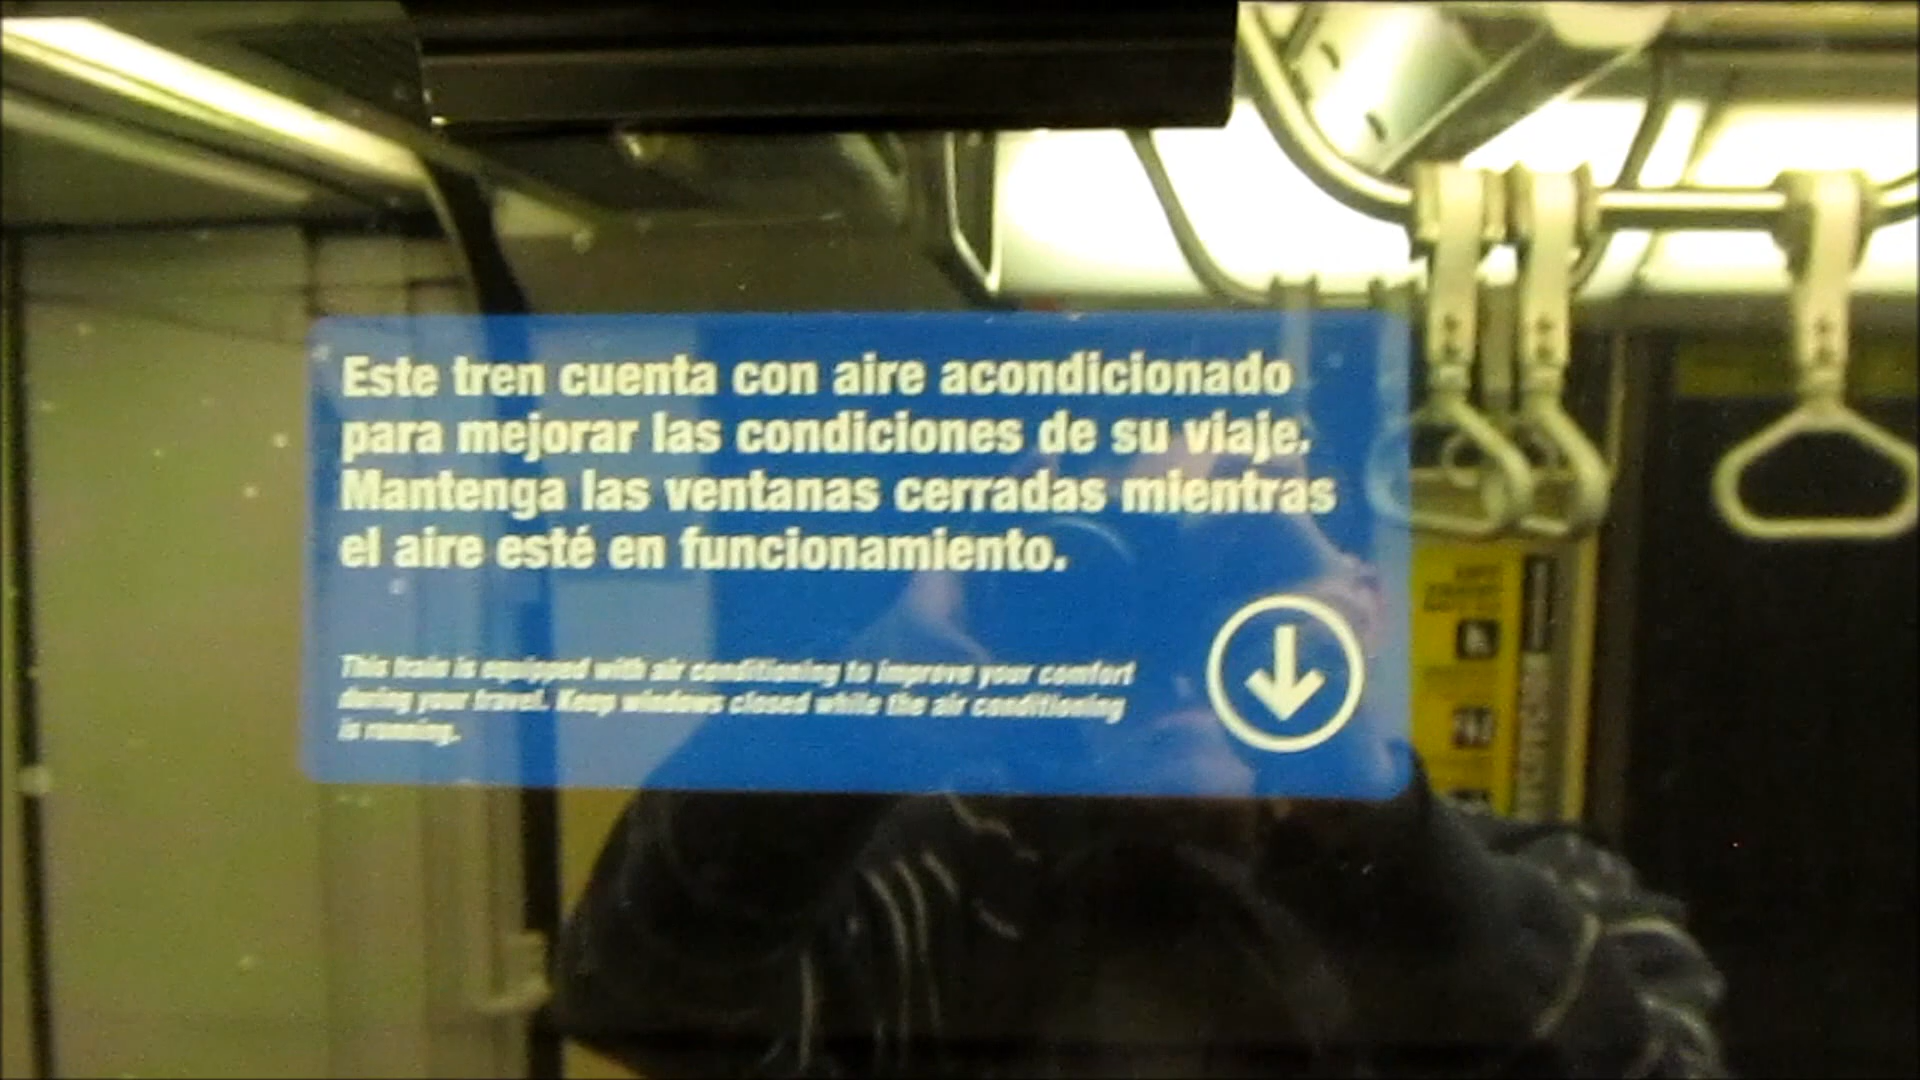 Este tren cuenta con aire acondicionado
para mejorar las condiciones de su viaje.
Mantenga las ventanas cerradas mientras
el aire esté en funcionamiento.
This train is equipped with air conditioning to improve your comfort
during your travel. Keep windows closed while the air conditioning
is running.